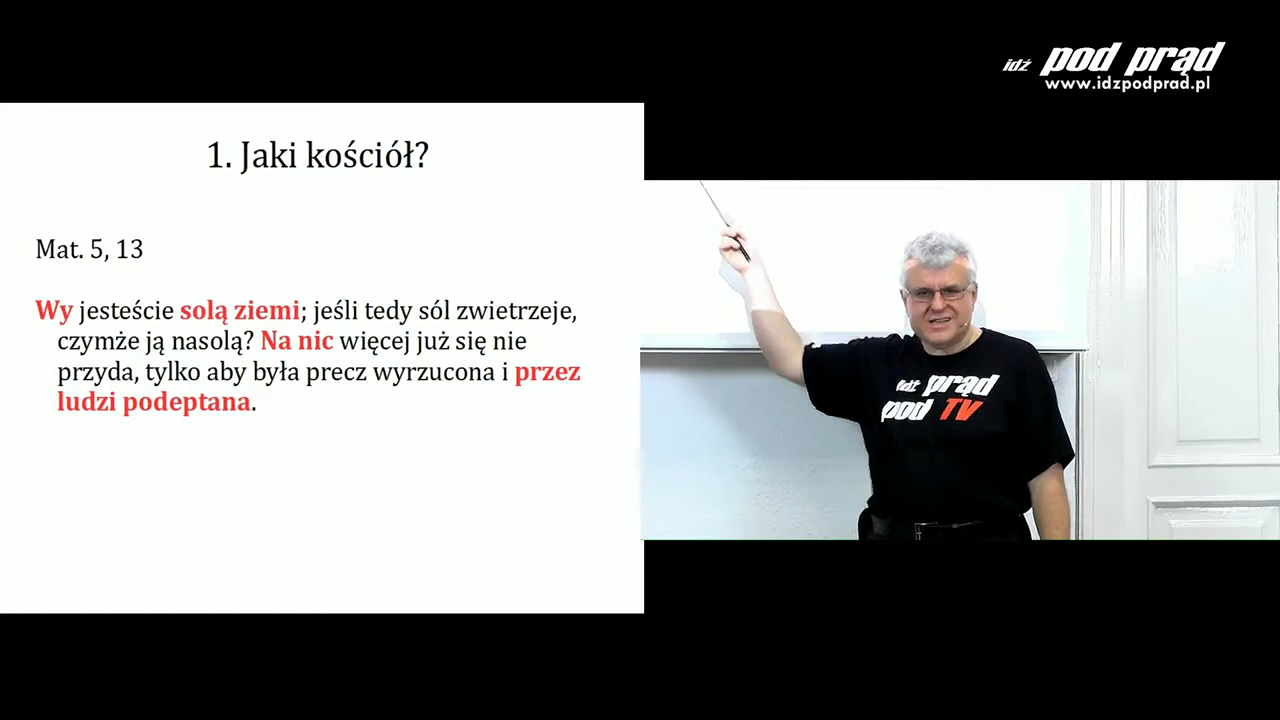 idź pod prąd
www.idzpodprad.pl
1. Jaki kościół?
Mat. 5, 13
Wy jesteście solą ziemi; jeśli tedy sól zwietrzeje,
czymże ją nasolą? Na nic więcej już się nie
przyda, tylko aby była precz wyrzucona i przez
ludzi podeptana.
idź prąd
pod TV